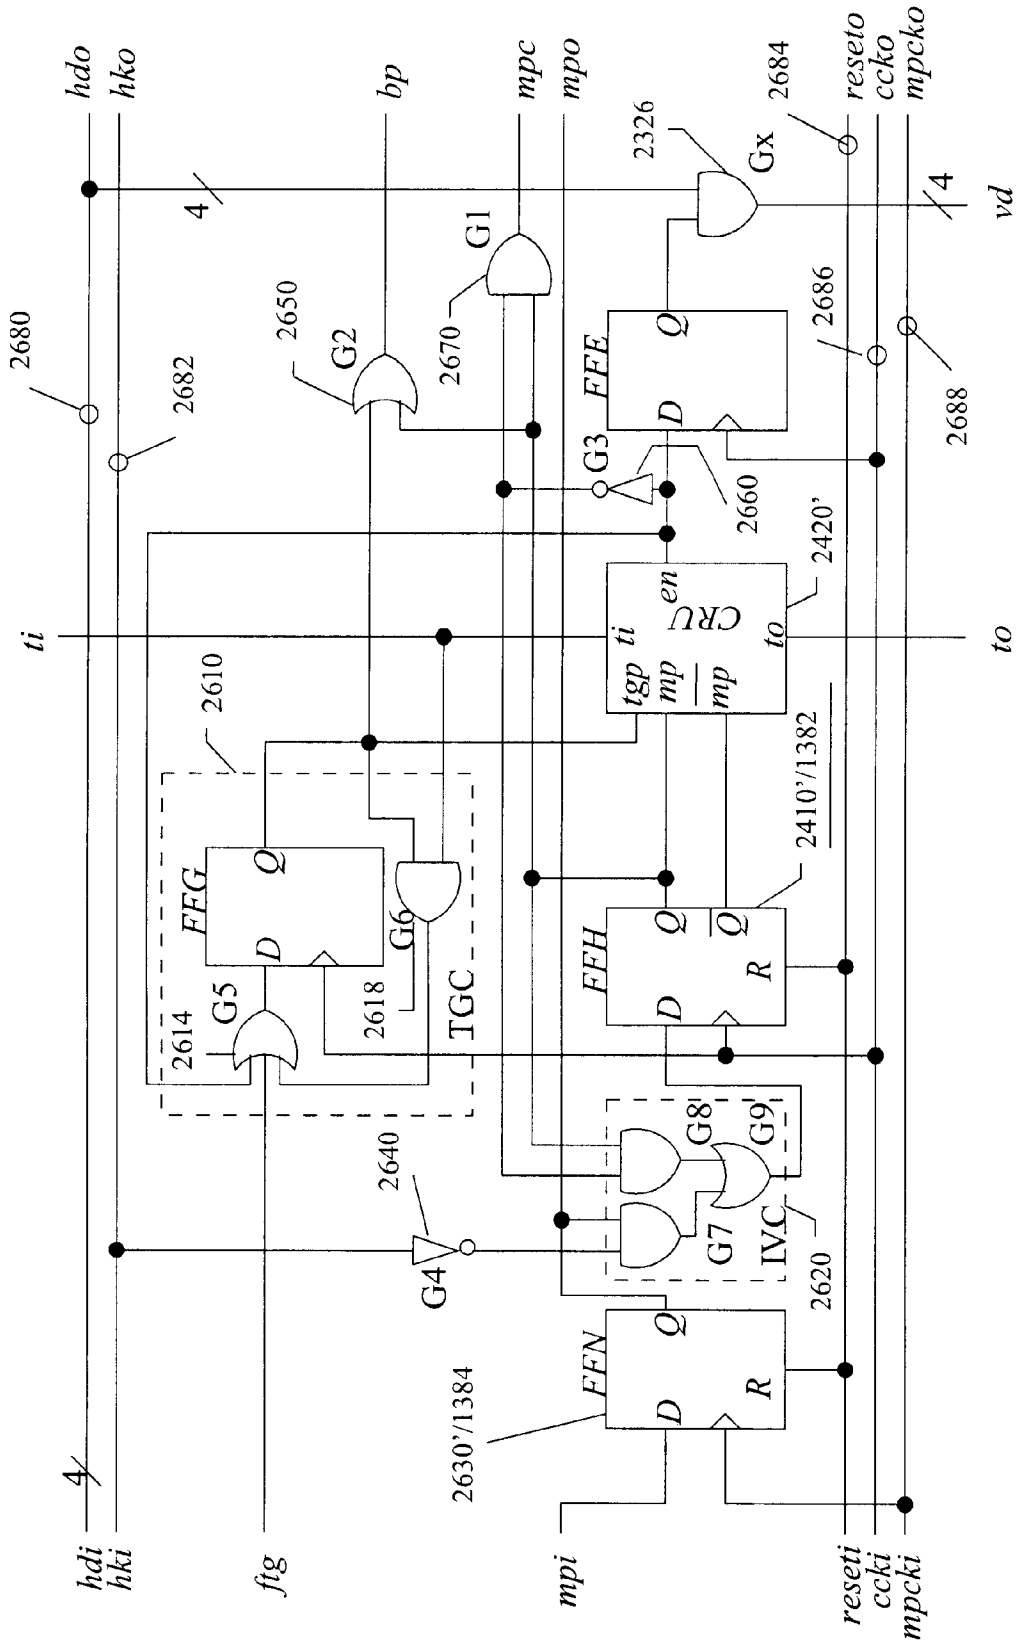 hdo
hko
bp
mpc
mpo
reseto
ccko
mpcko
2684
2326
Gx
4
4
vd
G1
2670
2650
G2
2680
2682
2686
2688
FFE
D
Q
G3
2660
2420'
ti
to
ti
en
CRU
to
tgp
mp
mp
2610
FFG
D
Q
G6
2618
TGC
G5
2614
FFH
D
Q
Q
R
2410'/1382
2640
G4
G8
G9
G7
IVC
2620
FFN
D
Q
R
2630'/1384
4
hdi
hki
ftg
mpi
reseti
ccki
mpcki